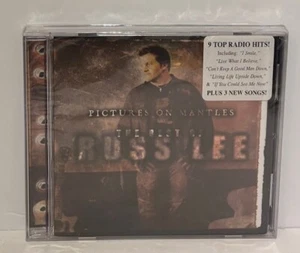 9 TOP RADIO HITS!
Including "I Smile,"
"Live What I Believe,"
"Can't Keep A Good Man Down,"
"Living Life Upside Down,"
& "If You Could See Me Now"
PLUS 3 NEW SONGS!
PICTURES ON MANTLES
THE BEST OF
RUSS LEE